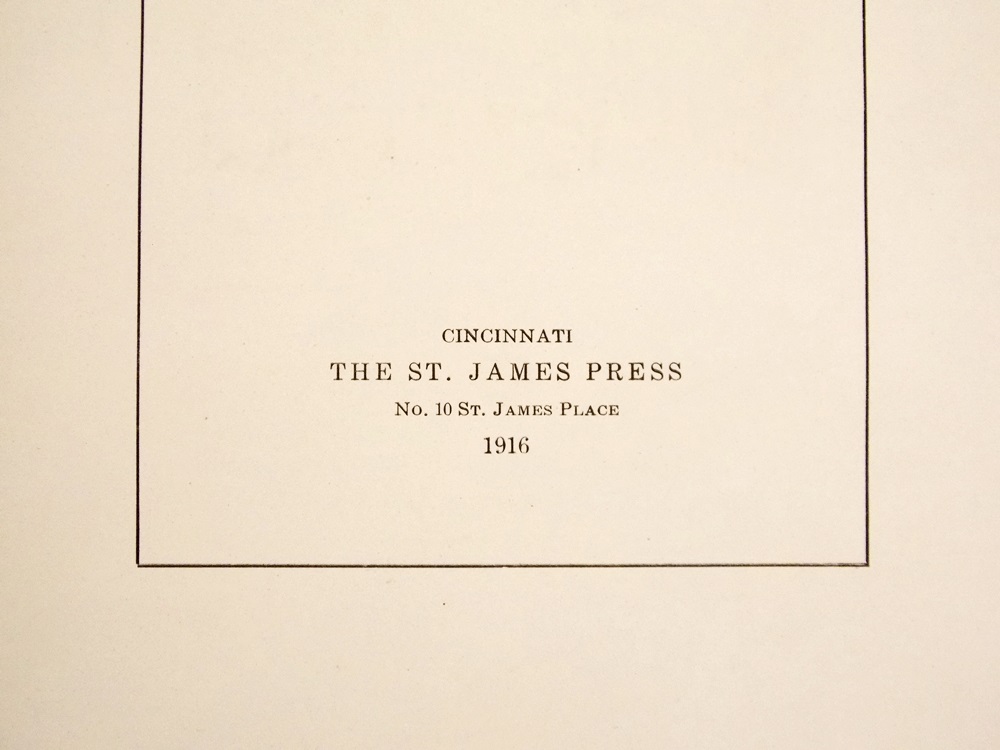 CINCINNATI
THE ST. JAMES PRESS
No. 10 St. James Place
1916